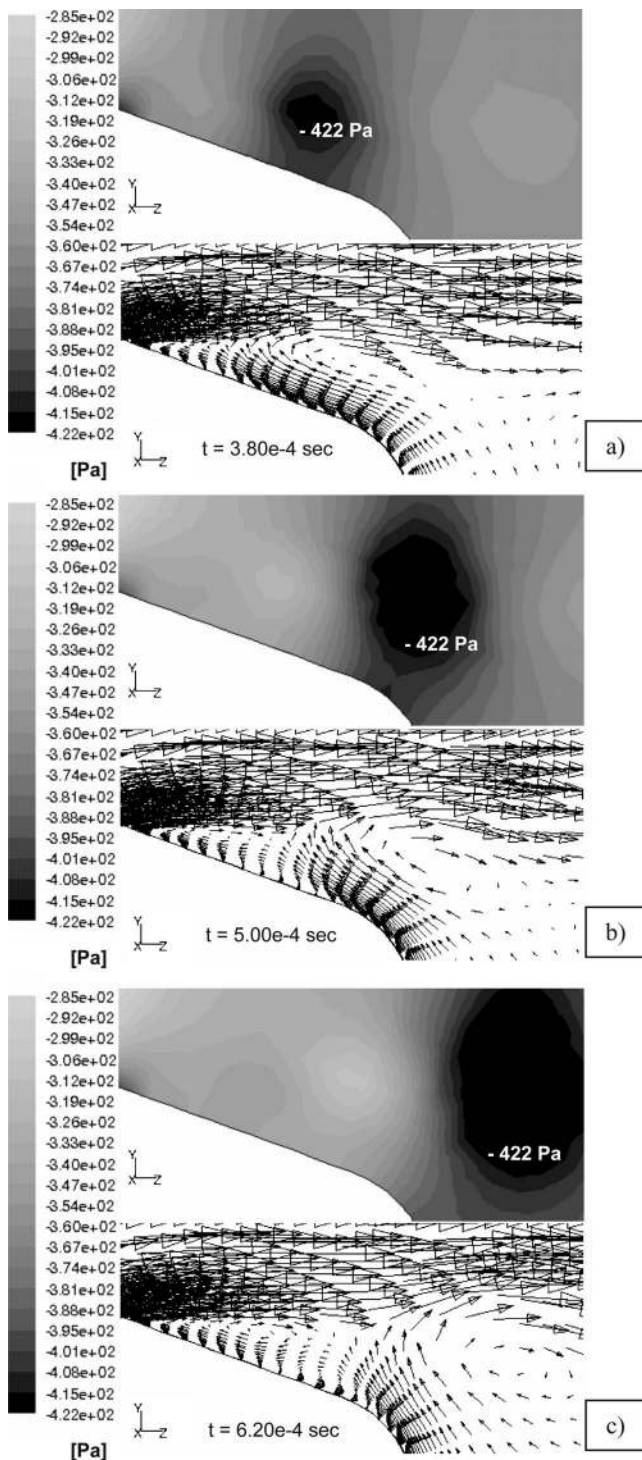 -2.85e+02
-2.92e+02
-2.99e+02
-3.06e+02
-3.12e+02
-3.19e+02
-3.26e+02
-3.33e+02
-3.40e+02
-3.47e+02
-3.54e+02
-3.60e+02
-3.67e+02
-3.74e+02
-3.81e+02
-3.88e+02
-3.95e+02
-4.01e+02
-4.08e+02
-4.15e+02
-4.22e+02
[Pa]
- 422 Pa
Y
X Z
Y
X Z
t = 3.80e-4 sec
a)
-2.85e+02
-2.92e+02
-2.99e+02
-3.06e+02
-3.12e+02
-3.19e+02
-3.26e+02
-3.33e+02
-3.40e+02
-3.47e+02
-3.54e+02
-3.60e+02
-3.67e+02
-3.74e+02
-3.81e+02
-3.88e+02
-3.95e+02
-4.01e+02
-4.08e+02
-4.15e+02
-4.22e+02
[Pa]
- 422 Pa
Y
X Z
Y
X Z
t = 5.00e-4 sec
b)
-2.85e+02
-2.92e+02
-2.99e+02
-3.06e+02
-3.12e+02
-3.19e+02
-3.26e+02
-3.33e+02
-3.40e+02
-3.47e+02
-3.54e+02
-3.60e+02
-3.67e+02
-3.74e+02
-3.81e+02
-3.88e+02
-3.95e+02
-4.01e+02
-4.08e+02
-4.15e+02
-4.22e+02
[Pa]
- 422 Pa
Y
X Z
Y
X Z
t = 6.20e-4 sec
c)